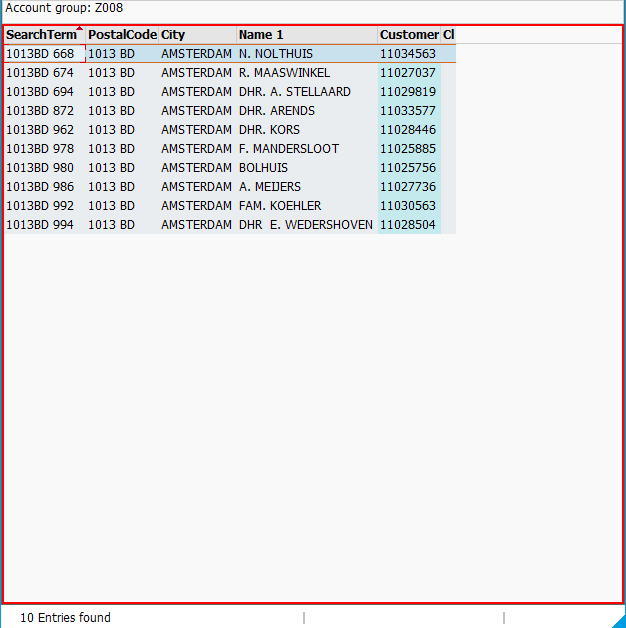 Account group: Z008
SearchTerm PostalCode City Name 1 Customer Cl
1013BD 668 1013 BD AMSTERDAM N. NOLTHUIS 11034563
1013BD 674 1013 BD AMSTERDAM R. MAASWINKEL 11027037
1013BD 694 1013 BD AMSTERDAM DHR. A. STELLAARD 11029819
1013BD 872 1013 BD AMSTERDAM DHR. ARENDS 11033577
1013BD 962 1013 BD AMSTERDAM DHR. KORS 11028446
1013BD 978 1013 BD AMSTERDAM F. MANDERSLOOT 11025885
1013BD 980 1013 BD AMSTERDAM BOLHUIS 11025756
1013BD 986 1013 BD AMSTERDAM A. MEIJERS 11027736
1013BD 992 1013 BD AMSTERDAM FAM. KOEHLER 11030563
1013BD 994 1013 BD AMSTERDAM DHR  E. WEDERSHOVEN 11028504
10 Entries found